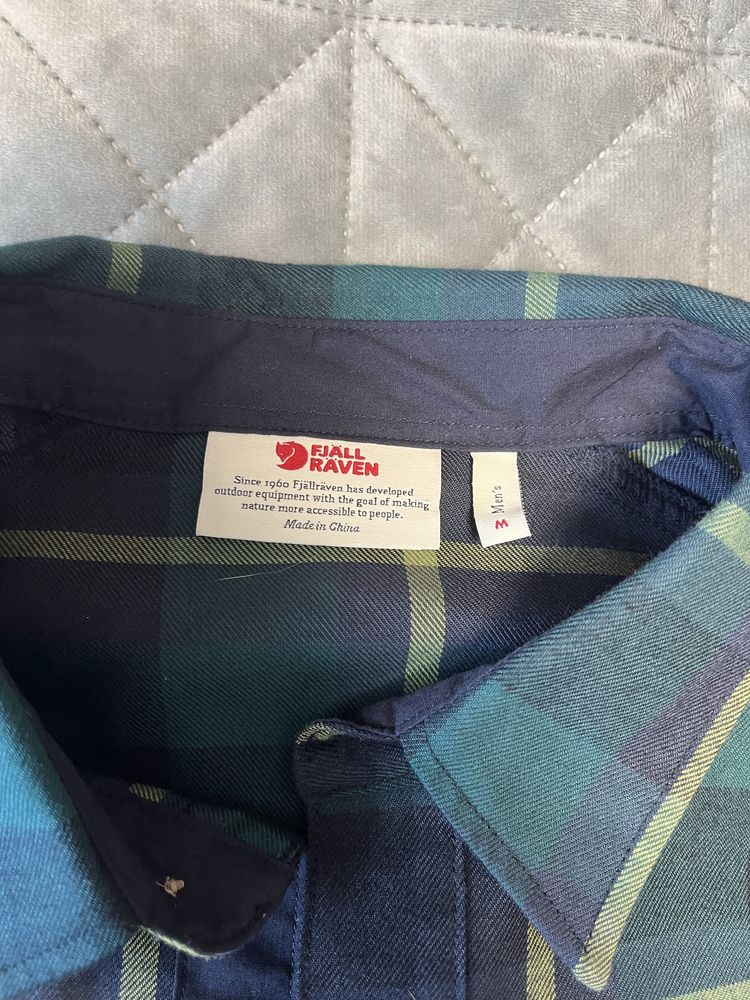 FJÄLL
RÄVEN
Since 1960 Fjällräven has developed
outdoor equipment with the goal of making
nature more accessible to people.
Made in China
Men's
M